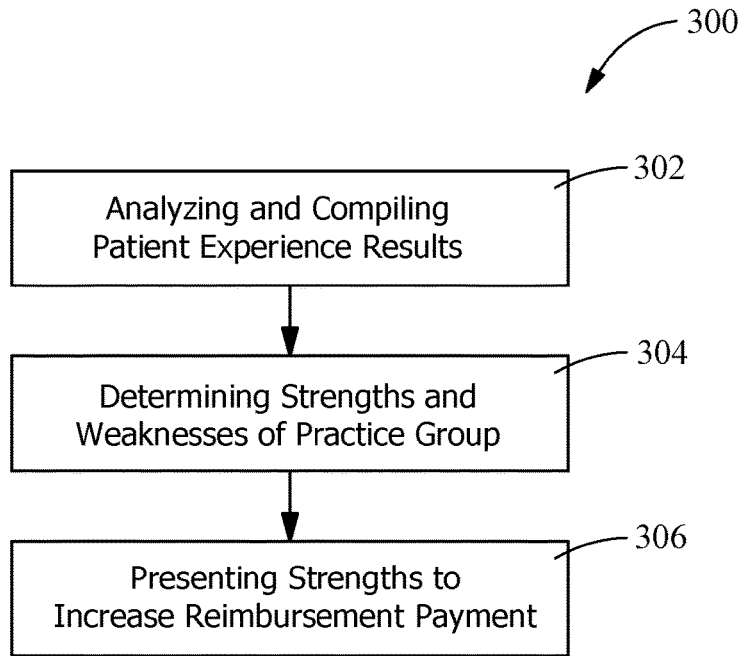 300
302
Analyzing and Compiling
Patient Experience Results
304
Determining Strengths and
Weaknesses of Practice Group
306
Presenting Strengths to
Increase Reimbursement Payment